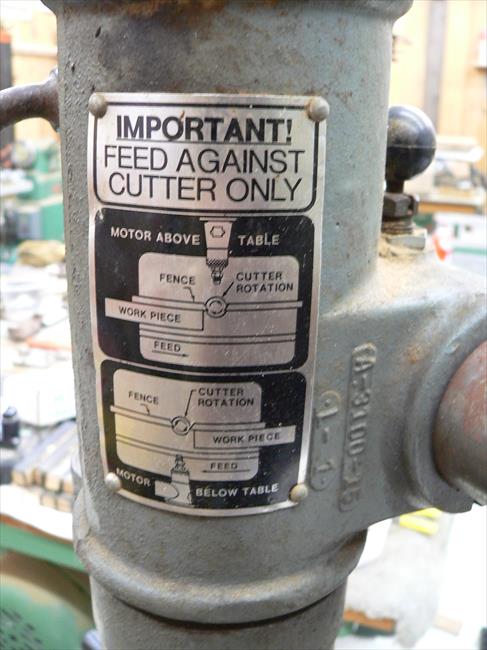 IMPORTANT!
FEED AGAINST
CUTTER ONLY
MOTOR ABOVE TABLE
FENCE
CUTTER
ROTATION
WORK PIECE
FEED
FENCE
CUTTER
ROTATION
WORK PIECE
FEED
MOTOR
BELOW TABLE